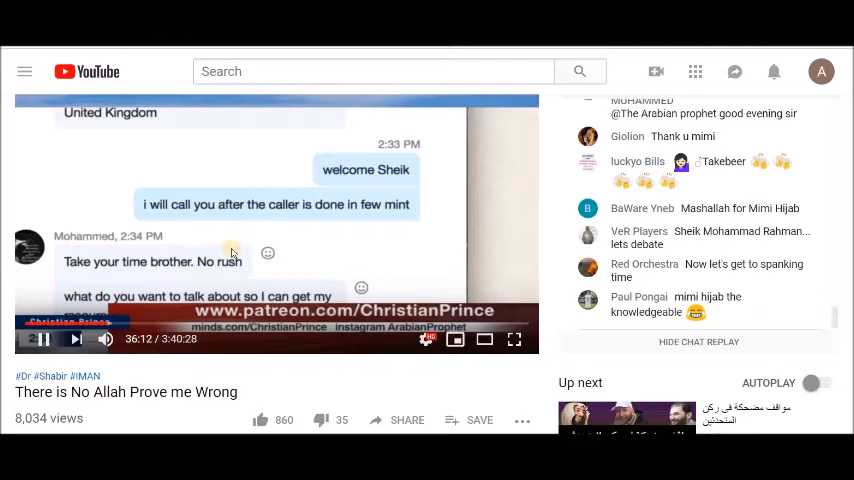 YouTube
Search
A
United Kingdom
2:33 PM
welcome Sheik
i will call you after the caller is done in few mint
Mohammed, 2:34 PM
Take your time brother. No rush
what do you want to talk about so I can get my
www.patreon.com/ChristianPrince
Christian Prince
minds.com/ChristianPrince instagram ArabianProphet
36:12 / 3:40:28
HD
#Dr #Shabir #IMAN
There is No Allah Prove me Wrong
8,034 views
860
35
SHARE
SAVE
MUHAMMED
@The Arabian prophet good evening sir
Giolion Thank u mimi
luckyo Bills Takebeer
B
BaWare Yneb Mashallah for Mimi Hijab
VeR Players Sheik Mohammad Rahman...
lets debate
Red Orchestra Now let's get to spanking
time
Paul Pongai mimi hijab the
knowledgeable
HIDE CHAT REPLAY
Up next
AUTOPLAY
مواقف مضحكة في ركن
المتحدثين